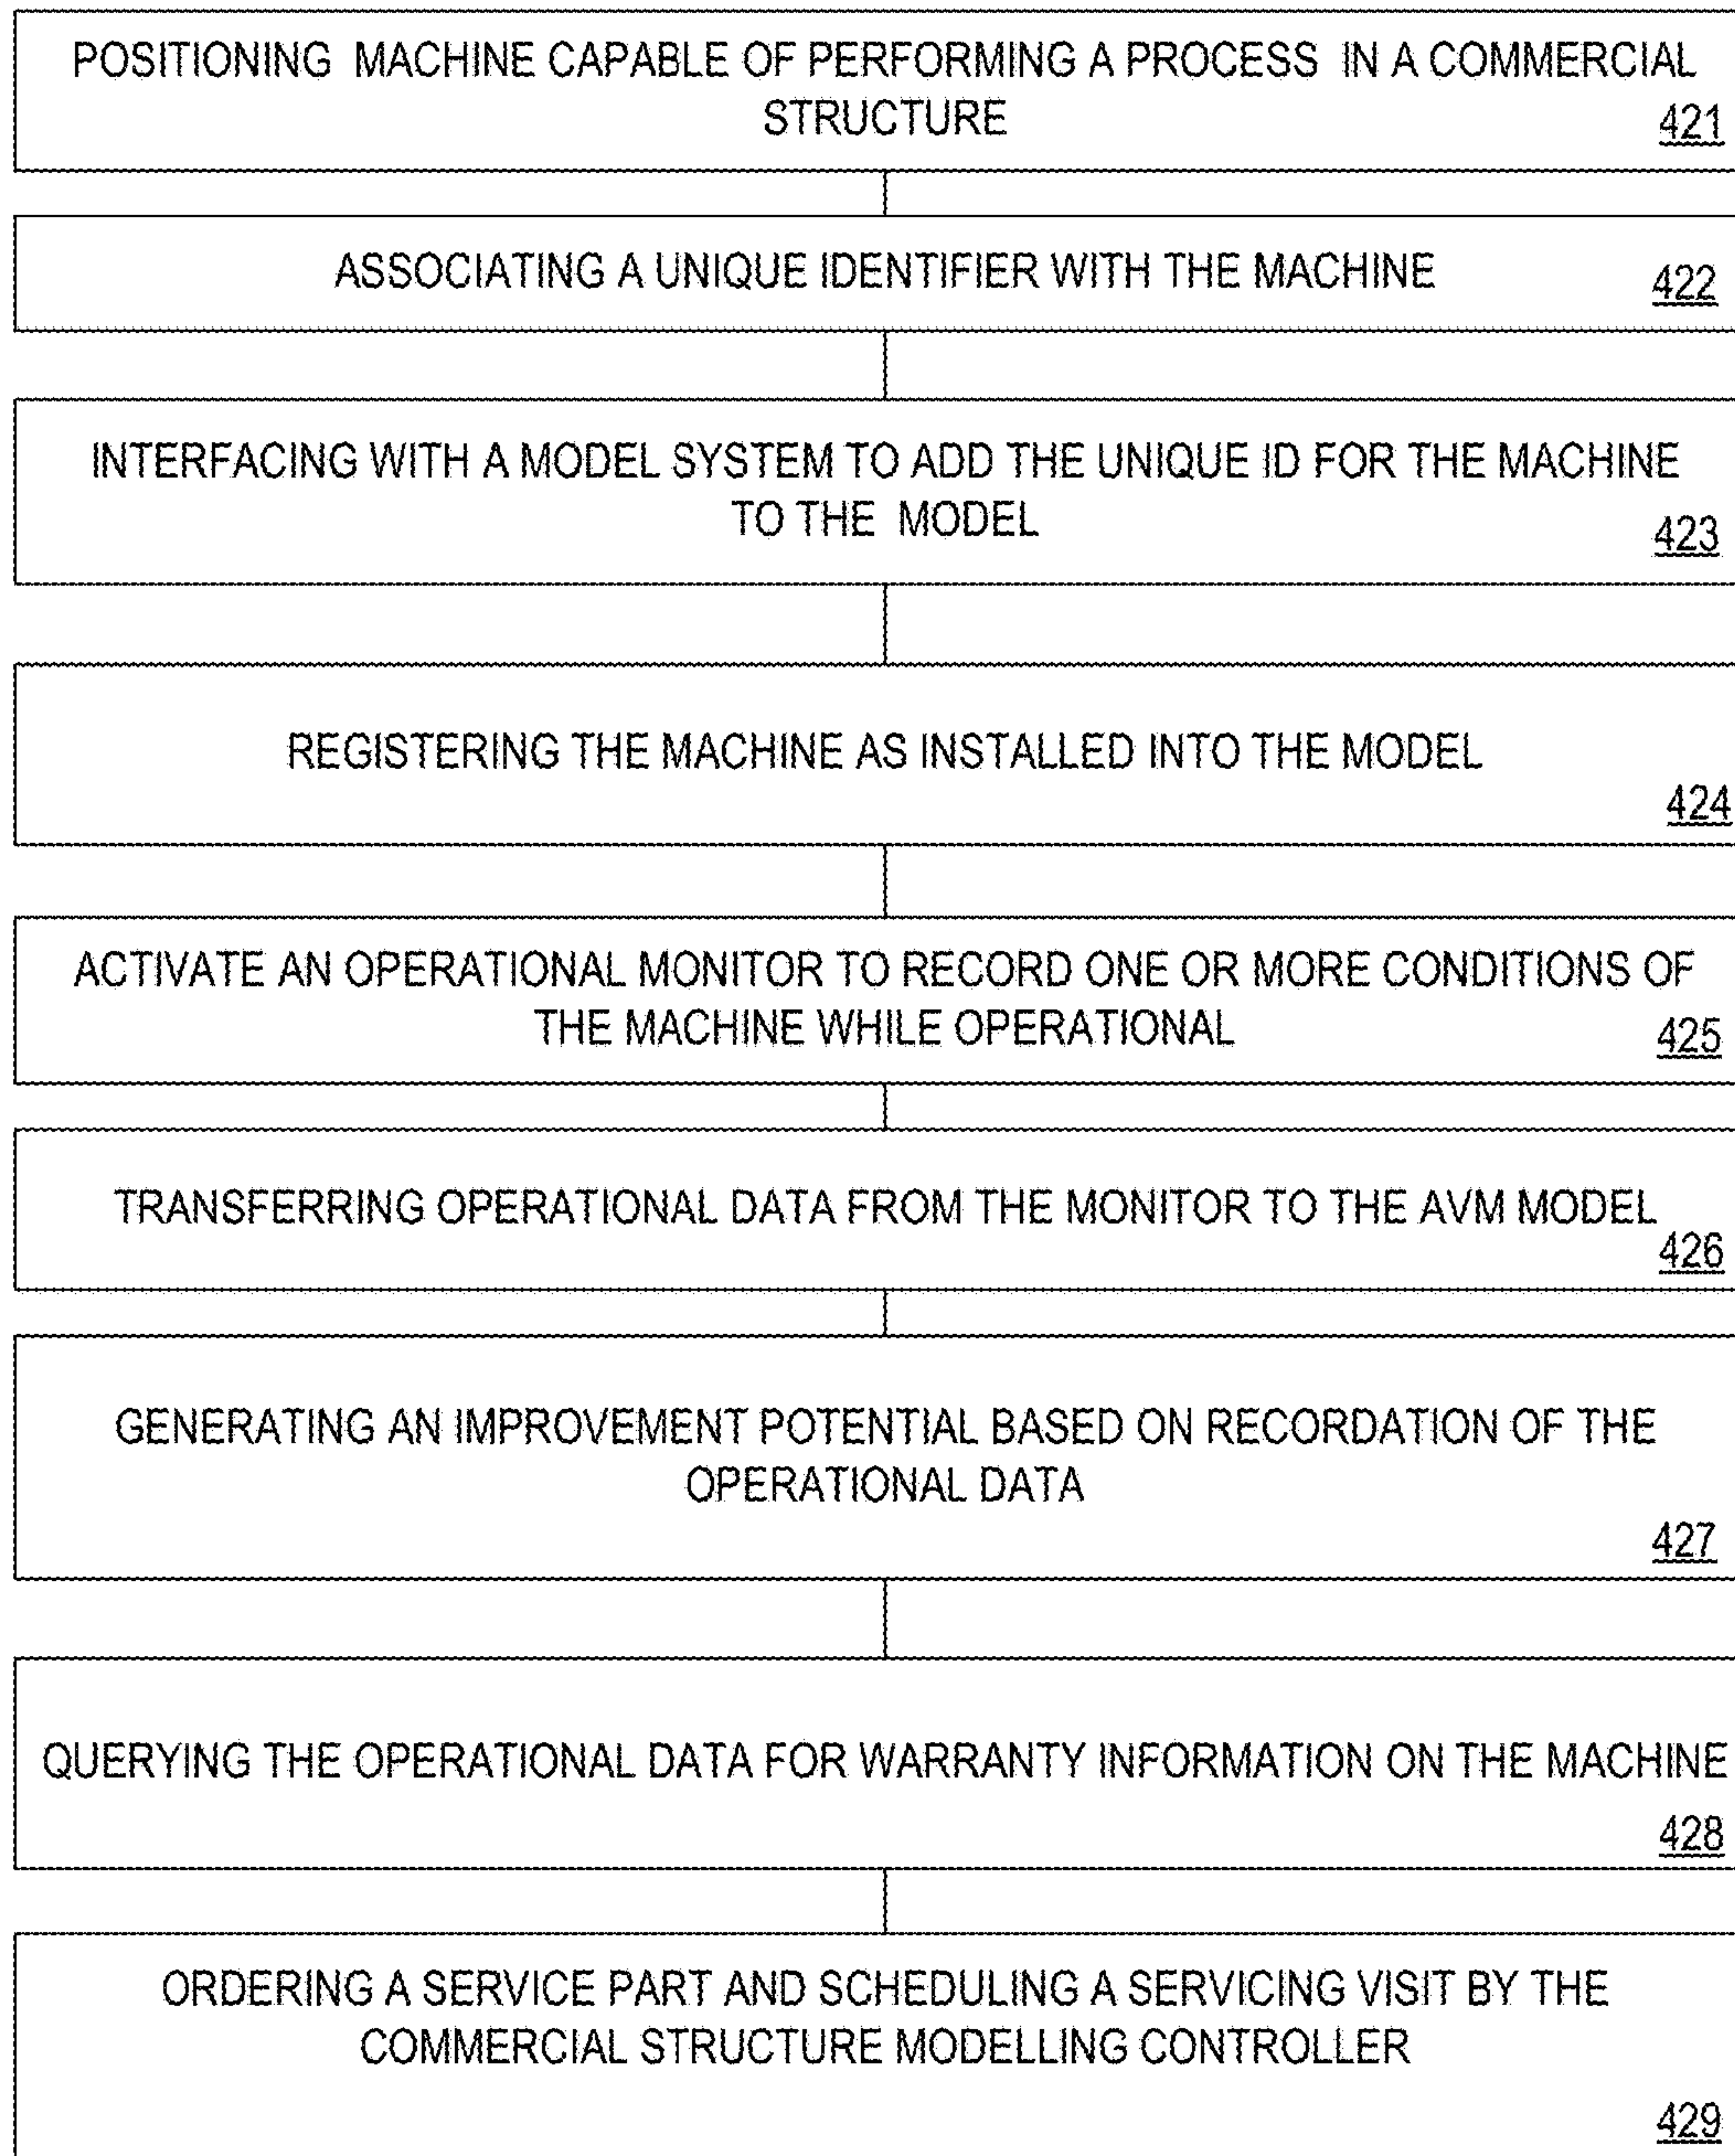 POSITIONING MACHINE CAPABLE OF PERFORMING A PROCESS IN A COMMERCIAL
STRUCTURE
421
ASSOCIATING A UNIQUE IDENTIFIER WITH THE MACHINE
422
INTERFACING WITH A MODEL SYSTEM TO ADD THE UNIQUE ID FOR THE MACHINE
TO THE MODEL
423
REGISTERING THE MACHINE AS INSTALLED INTO THE MODEL
424
ACTIVATE AN OPERATIONAL MONITOR TO RECORD ONE OR MORE CONDITIONS OF
THE MACHINE WHILE OPERATIONAL
425
TRANSFERRING OPERATIONAL DATA FROM THE MONITOR TO THE AVM MODEL
426
GENERATING AN IMPROVEMENT POTENTIAL BASED ON RECORDATION OF THE
OPERATIONAL DATA
427
QUERYING THE OPERATIONAL DATA FOR WARRANTY INFORMATION ON THE MACHINE
428
ORDERING A SERVICE PART AND SCHEDULING A SERVICING VISIT BY THE
COMMERCIAL STRUCTURE MODELLING CONTROLLER
429